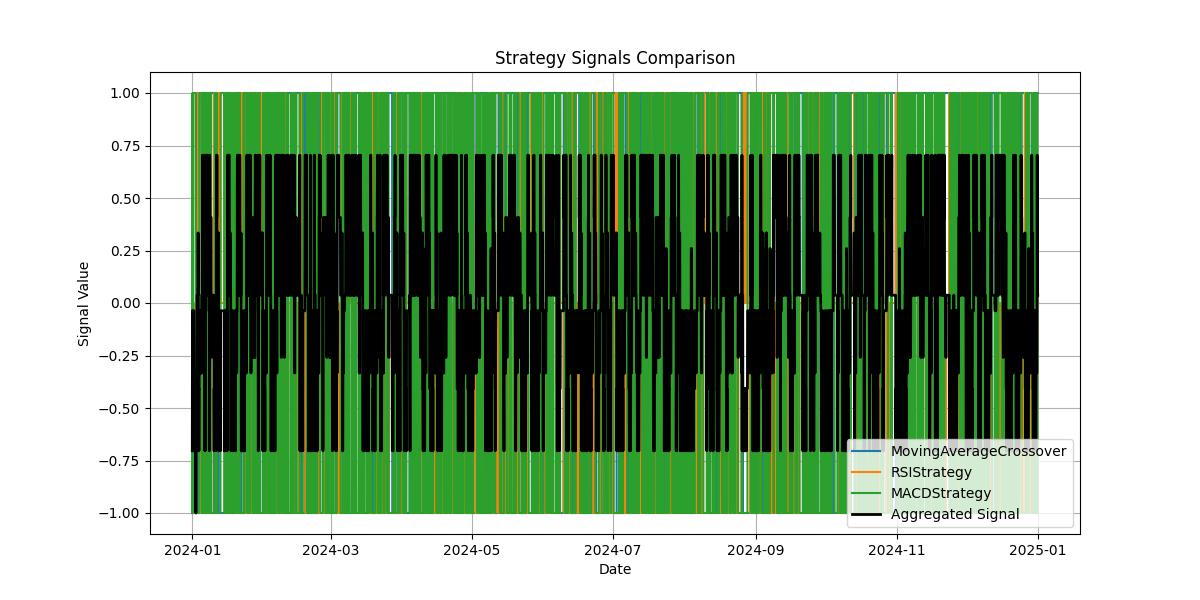 Strategy Signals Comparison
Signal Value
1.00
0.75
0.50
0.25
0.00
−0.25
−0.50
−0.75
−1.00
MovingAverageCrossover
RSIStrategy
MACDStrategy
Aggregated Signal
2024-01
2024-03
2024-05
2024-07
2024-09
2024-11
2025-01
Date